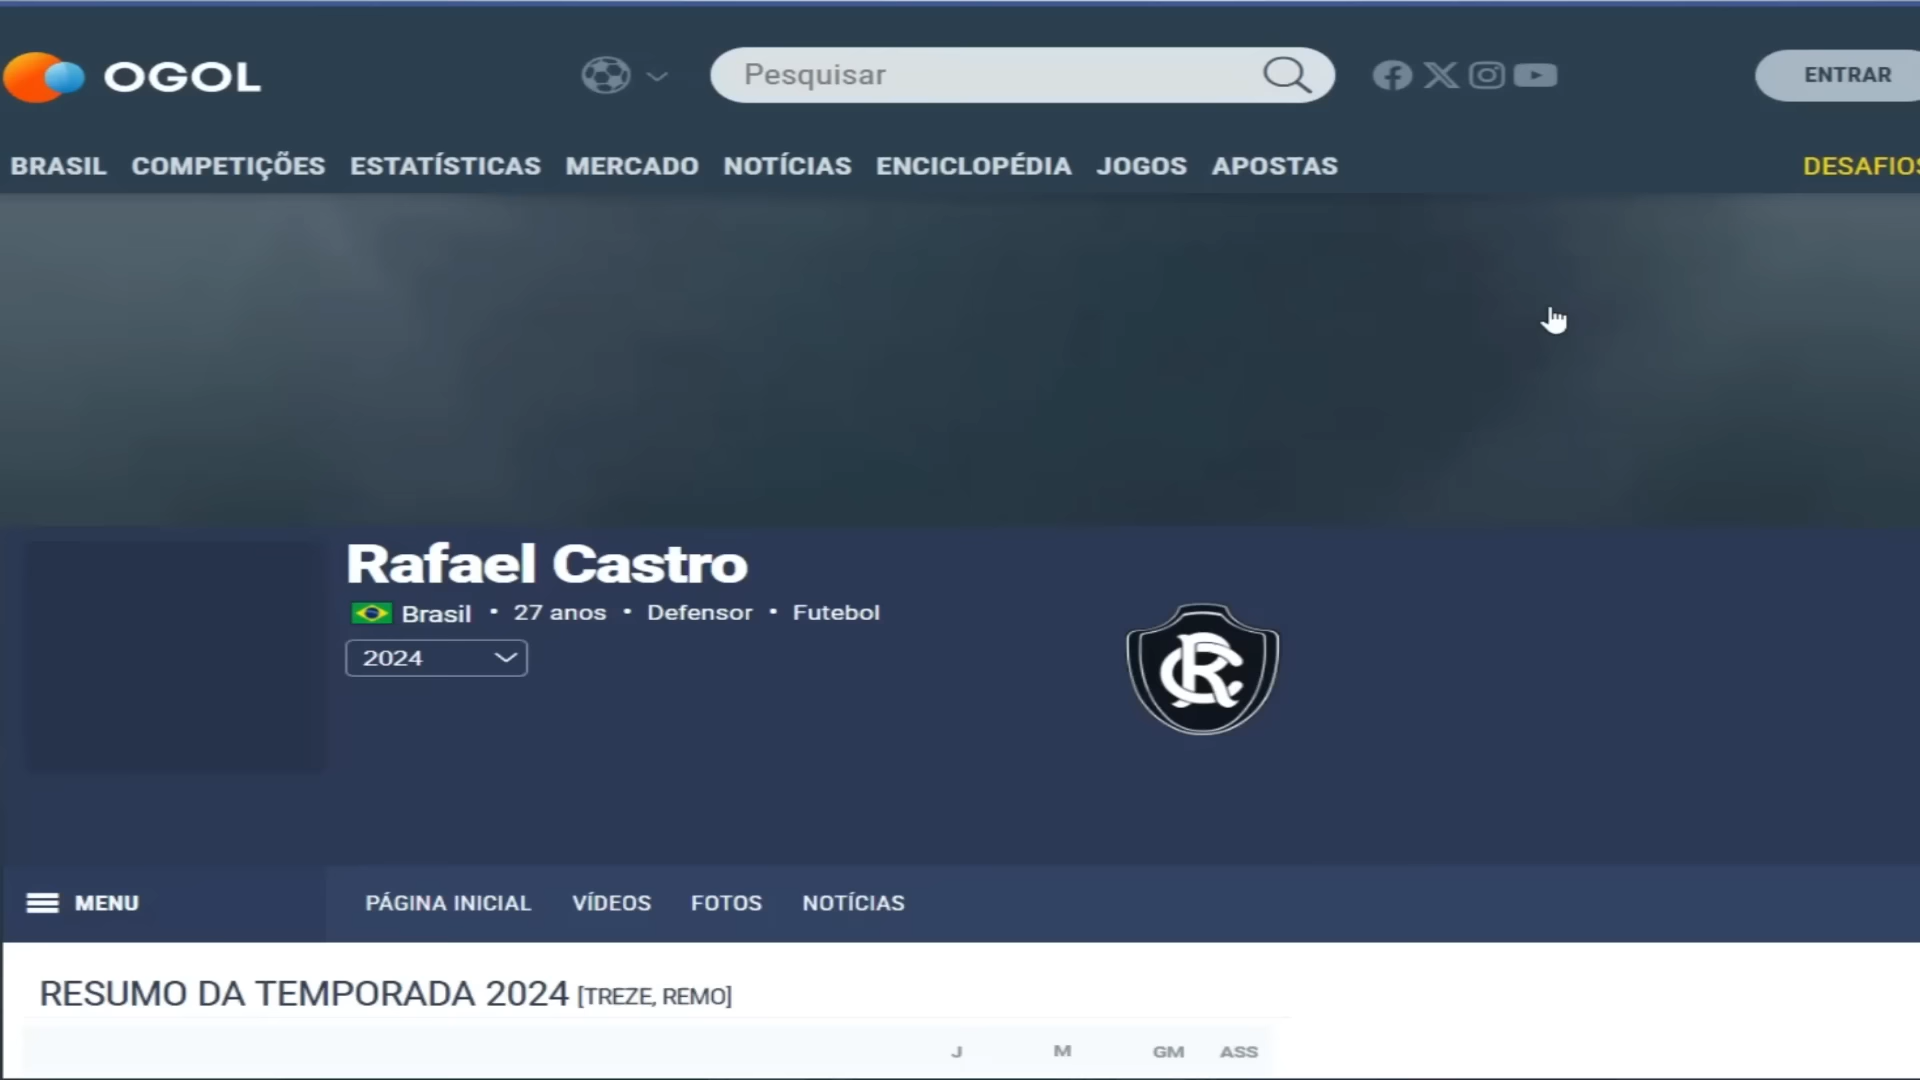 OGOL
Pesquisar
ENTRAR
BRASIL COMPETIÇÕES ESTATÍSTICAS MERCADO NOTÍCIAS ENCICLOPÉDIA JOGOS APOSTAS DESAFIOS
Rafael Castro
Brasil • 27 anos • Defensor • Futebol
2024
CR
MENU PÁGINA INICIAL VÍDEOS FOTOS NOTÍCIAS
RESUMO DA TEMPORADA 2024 [TREZE, REMO]
J M GM ASS